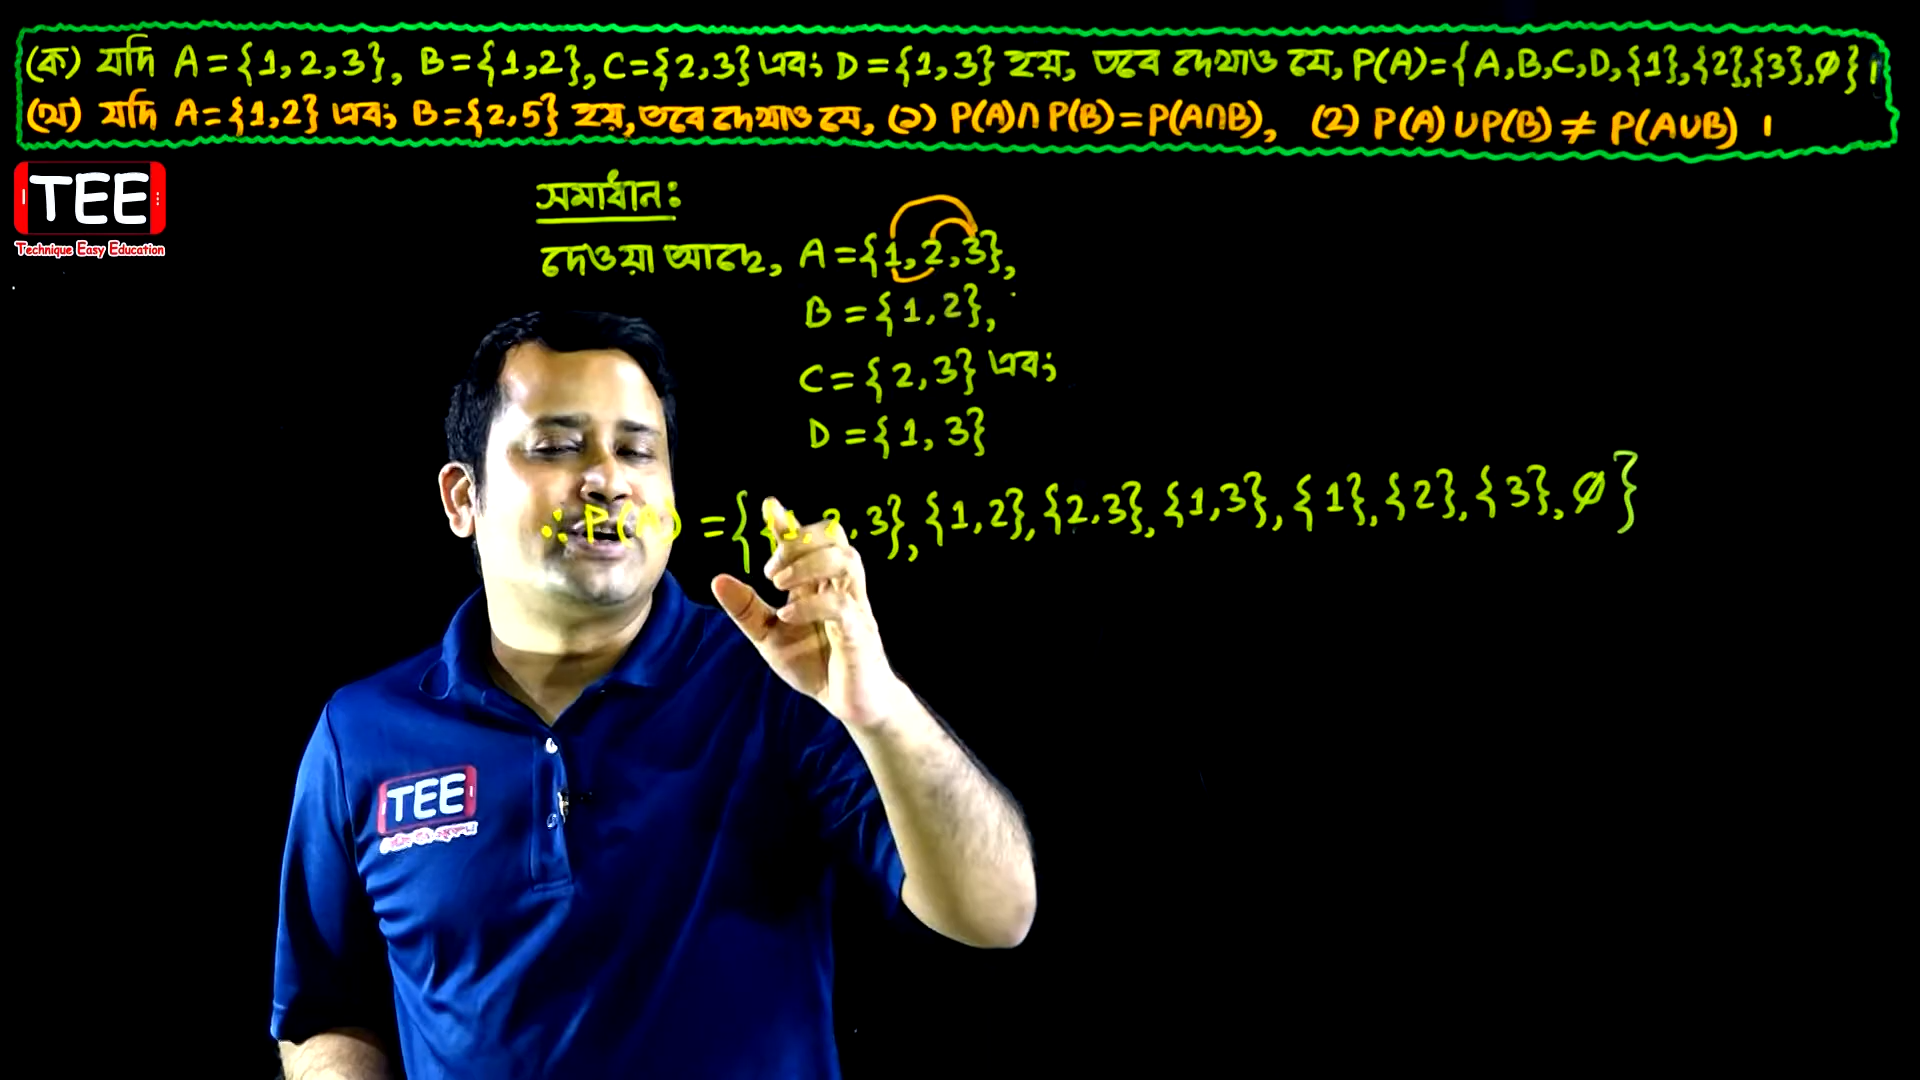 (ক) যদি A={1,2,3}, B={1,2}, C={2,3} এবং D={1,3} হয়, তবে দেখাও যে, P(A)={A,B,C,D,{1},{2},{3},∅}।
(খ) যদি A={1,2} এবং B={2,5} হয়, তবে দেখাও যে, (১) P(A)∩P(B)=P(A∩B), (2) P(A)∪P(B)≠P(A∪B) ।
TEE
Technique Easy Education
সমাধান:
দেওয়া আছে, A={1,2,3},
B={1,2},
C={2,3} এবং
D={1,3}
∴ P(A) ={{1,2,3},{1,2},{2,3},{1,3},{1},{2},{3},∅}
TEE